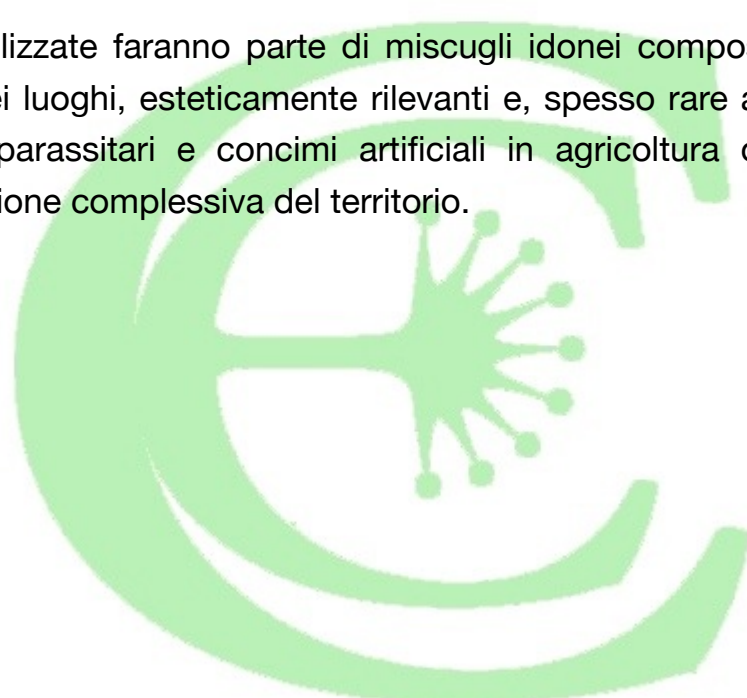 lizzate faranno parte di miscugli idonei compo
ei luoghi, esteticamente rilevanti e, spesso rare a
parassitari e concimi artificiali in agricoltura
ione complessiva del territorio.